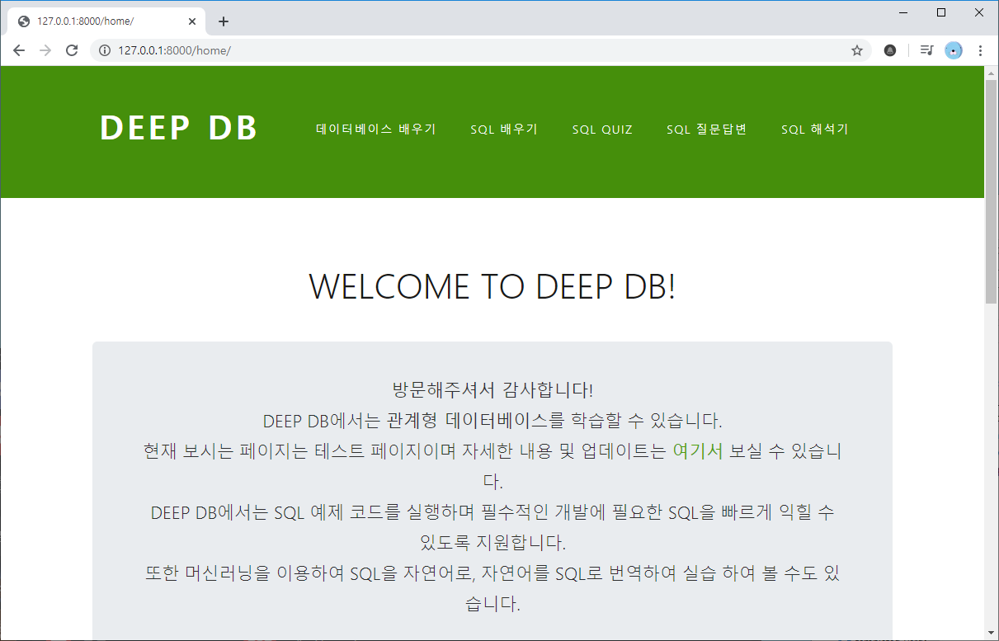 127.0.0.1:8000/home/
127.0.0.1:8000/home/
DEEP DB
데이터베이스 배우기
SQL 배우기
SQL QUIZ
SQL 질문답변
SQL 해석기
WELCOME TO DEEP DB!
방문해주셔서 감사합니다!
DEEP DB에서는 관계형 데이터베이스를 학습할 수 있습니다.
현재 보시는 페이지는 테스트 페이지이며 자세한 내용 및 업데이트는 여기서 보실 수 있습니
다.
DEEP DB에서는 SQL 예제 코드를 실행하며 필수적인 개발에 필요한 SQL을 빠르게 익힐 수
있도록 지원합니다.
또한 머신러닝을 이용하여 SQL을 자연어로, 자연어를 SQL로 번역하여 실습 하여 볼 수도 있
습니다.